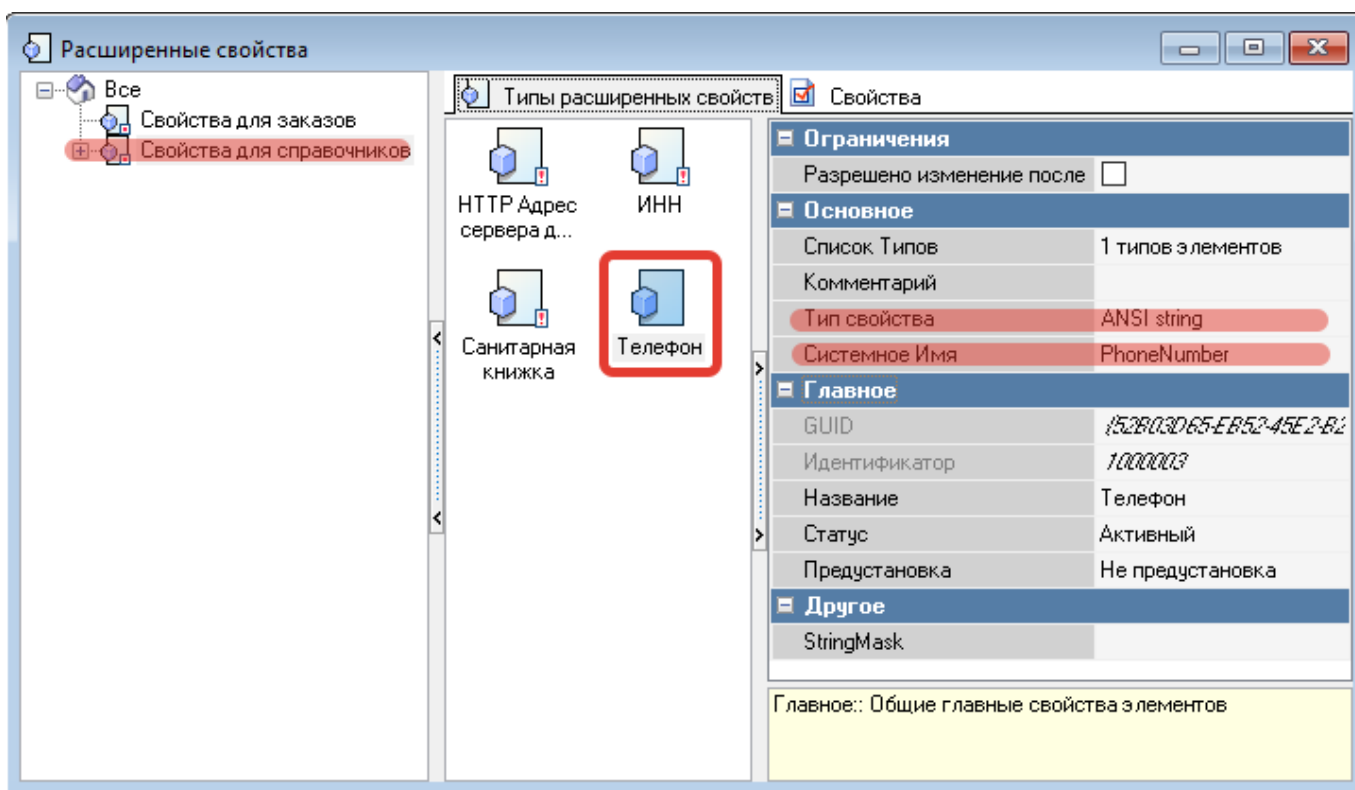 Расширенные свойства
Все
Свойства для заказов
Свойства для справочников
Типы расширенных свойств
Свойства
HTTP Адрес
сервера д...
ИНН
Санитарная
книжка
Телефон
Ограничения
Разрешено изменение после
Основное
Список Типов 1 типов элементов
Комментарий
Тип свойства ANSI string
Системное Имя PhoneNumber
Главное
GUID {52B03D65-EB52-45E2-B2
Идентификатор 1000003
Название Телефон
Статус Активный
Предустановка Не предустановка
Другое
StringMask
Главное:: Общие главные свойства элементов